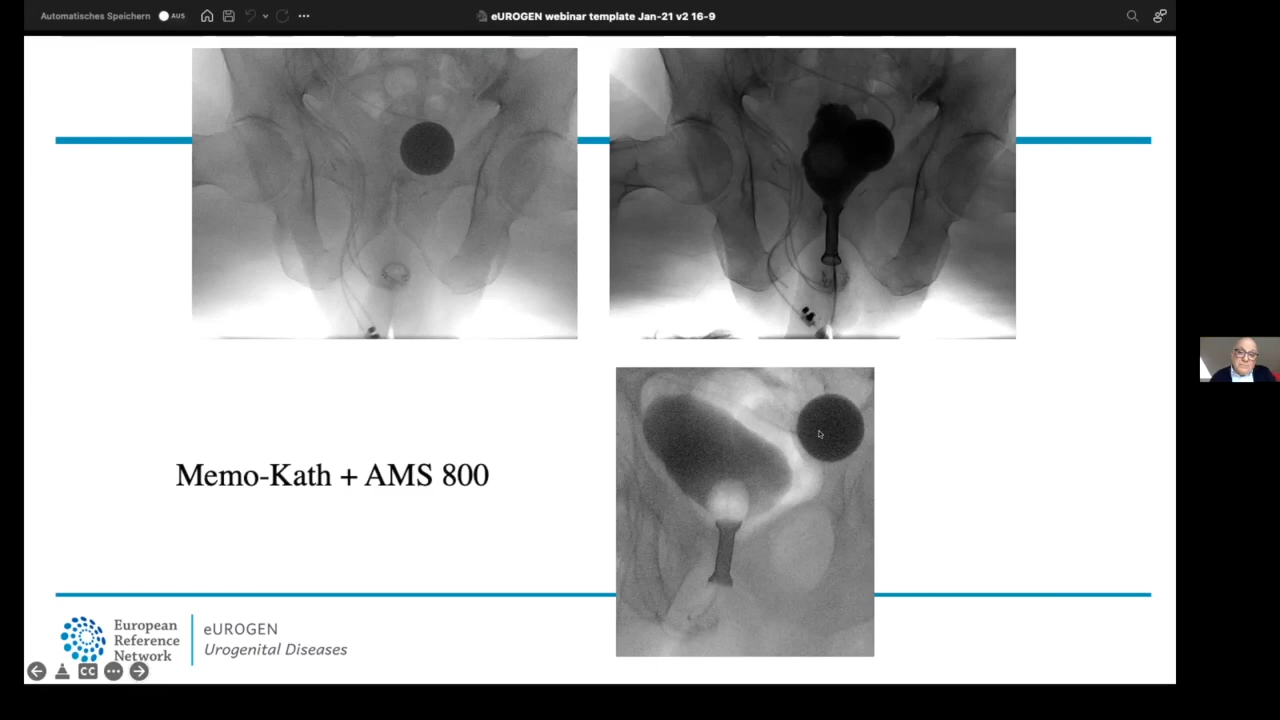 Automatisches Speichern AUS
eUROGEN webinar template Jan-21 v2 16-9
Memo-Kath + AMS 800
European
Reference
Network
eUROGEN
Urogenital Diseases
CC